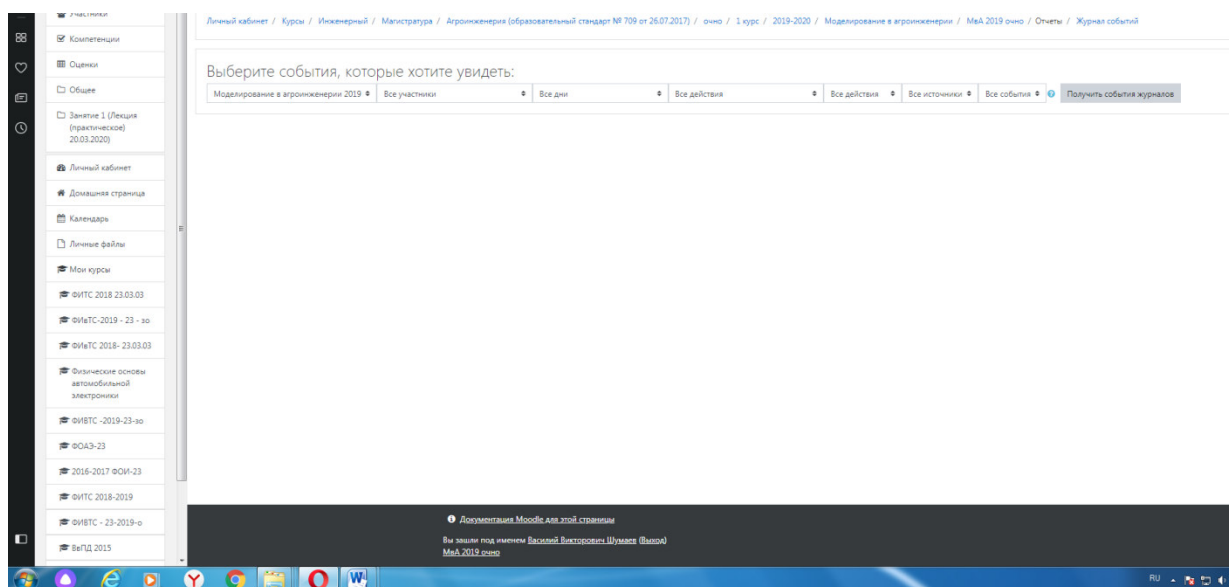 Участники
Личный кабинет / Курсы / Инженерный / Магистратура / Агроинженерия (образовательный стандарт № 709 от 26.07.2017) / очно / 1 курс / 2019-2020 / Моделирование в агроинженерии / МвА 2019 очно / Отчеты / Журнал событий
Компетенции
Оценки
Общее
Занятие 1 (Лекция
(практическое)
20.03.2020)
Личный кабинет
Домашняя страница
Календарь
Личные файлы
Мои курсы
ФИТС 2018 23.03.03
ФИвТС-2019 - 23 - зо
ФИвТС 2018- 23.03.03
Физические основы
автомобильной
электроники
ФИВТС -2019-23-зо
ФОАЭ-23
2016-2017 ФОИ-23
ФИТС 2018-2019
ФИВТС - 23-2019-о
ВеПД 2015
Выберите события, которые хотите увидеть:
Моделирование в агроинженерии 2019 Все участники Все дни Все действия Все действия Все источники Все события Получить события журналов
Документация Moodle для этой страницы
Вы зашли под именем Василий Викторович Шумаев (Выход)
МвА 2019 очно
RU